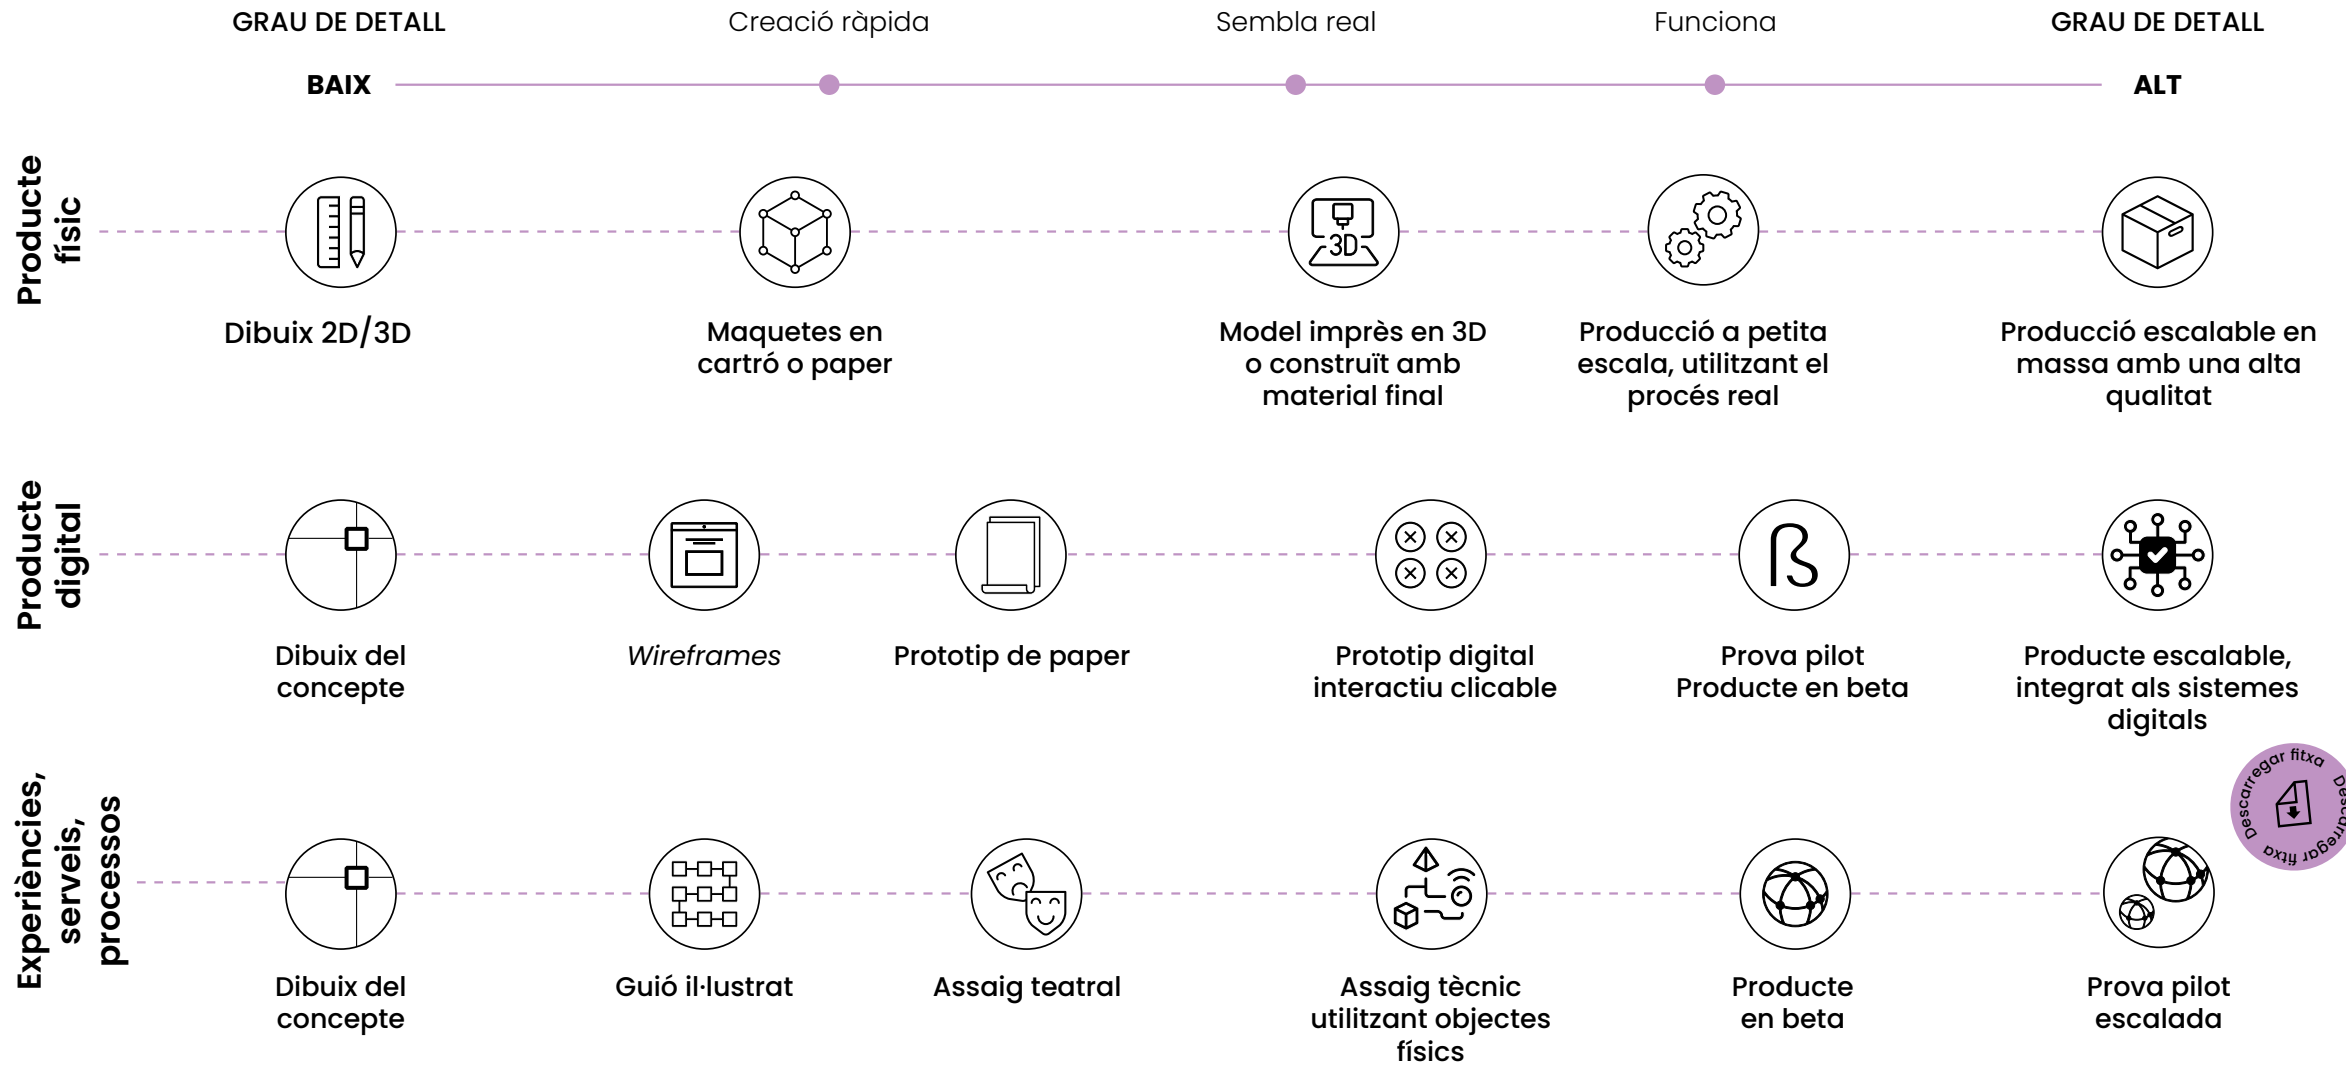 GRAU DE DETALL
Creació ràpida
Sembla real
Funciona
GRAU DE DETALL
BAIX
ALT
Producte
físic
3D
Dibuix 2D/3D
Maquetes en
cartró o paper
Model imprès en 3D
o construït amb
material final
Producció a petita
escala, utilitzant el
procés real
Producció escalable en
massa amb una alta
qualitat
Producte
digital
ß
Dibuix del
concepte
Wireframes
Prototip de paper
Prototip digital
interactiu clicable
Prova pilot
Producte en beta
Producte escalable,
integrat als sistemes
digitals
Descarregar fitxa
Descarregar fitxa
Experiències,
serveis,
processos
Dibuix del
concepte
Guió il·lustrat
Assaig teatral
Assaig tècnic
utilitzant objectes
físics
Producte
en beta
Prova pilot
escalada